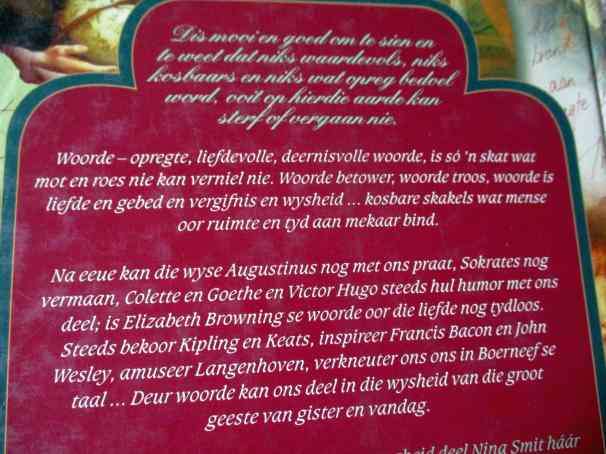 Dis mooi en goed om te sien en
te weet dat niks waardevols, niks
kosbaars en niks wat opreg bedoel
word, ooit op hierdie aarde kan
sterf of vergaan nie.
Woorde – opregte, liefdevolle, deernisvolle woorde, is só 'n skat wat
mot en roes nie kan verniel nie. Woorde betower, woorde troos, woorde is
liefde en gebed en vergifnis en wysheid ... kosbare skakels wat mense
oor ruimte en tyd aan mekaar bind.
Na eeue kan die wyse Augustinus nog met ons praat, Sokrates nog
vermaan, Colette en Goethe en Victor Hugo steeds hul humor met ons
deel; is Elizabeth Browning se woorde oor die liefde nog tydloos.
Steeds bekoor Kipling en Keats, inspireer Francis Bacon en John
Wesley, amuseer Langenhoven, verkneuter ons ons in Boerneef se
taal ... Deur woorde kan ons deel in die wysheid van die groot
geeste van gister en vandag.
deel Nina Smit háár
aan